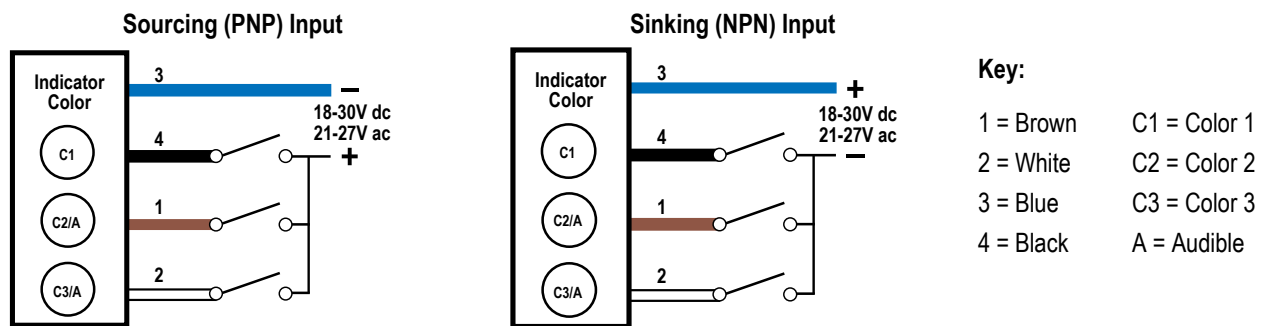 Sourcing (PNP) Input
Indicator
Color
3
−
18-30V dc
21-27V ac
4
+
C1
1
C2/A
2
C3/A
Sinking (NPN) Input
Indicator
Color
3
+
18-30V dc
21-27V ac
4
−
C1
1
C2/A
2
C3/A
Key:
1 = Brown C1 = Color 1
2 = White C2 = Color 2
3 = Blue C3 = Color 3
4 = Black A = Audible